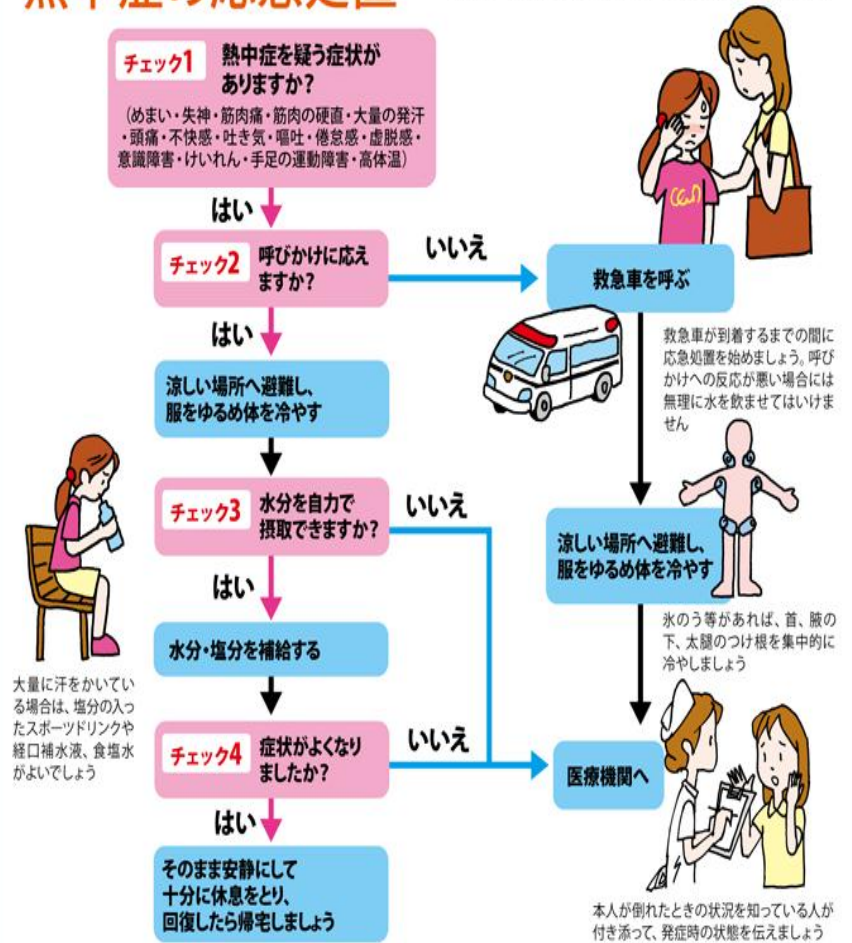 熱中症の応急処置
チェック1
熱中症を疑う症状が
ありますか?
(めまい・失神・筋肉痛・筋肉の硬直・大量の発汗
・頭痛・不快感・吐き気・嘔吐・倦怠感・虚脱感・
意識障害・けいれん・手足の運動障害・高体温)
はい
チェック2
呼びかけに応え
ますか?
いいえ
救急車を呼ぶ
救急車が到着するまでの間に
応急処置を始めましょう。呼び
かけへの反応が悪い場合には
無理に水を飲ませてはいけま
せん
はい
涼しい場所へ避難し、
服をゆるめ体を冷やす
チェック3
水分を自力で
摂取できますか?
いいえ
涼しい場所へ避難し、
服をゆるめ体を冷やす
氷のう等があれば、首、腋の
下、太腿のつけ根を集中的に
冷やしましょう
はい
水分・塩分を補給する
大量に汗をかいてい
る場合は、塩分の入っ
たスポーツドリンクや
経口補水液、食塩水
がよいでしょう
チェック4
症状がよくなり
ましたか?
いいえ
医療機関へ
本人が倒れたときの状況を知っている人が
付き添って、発症時の状態を伝えましょう
はい
そのまま安静にして
十分に休息をとり、
回復したら帰宅しましょう